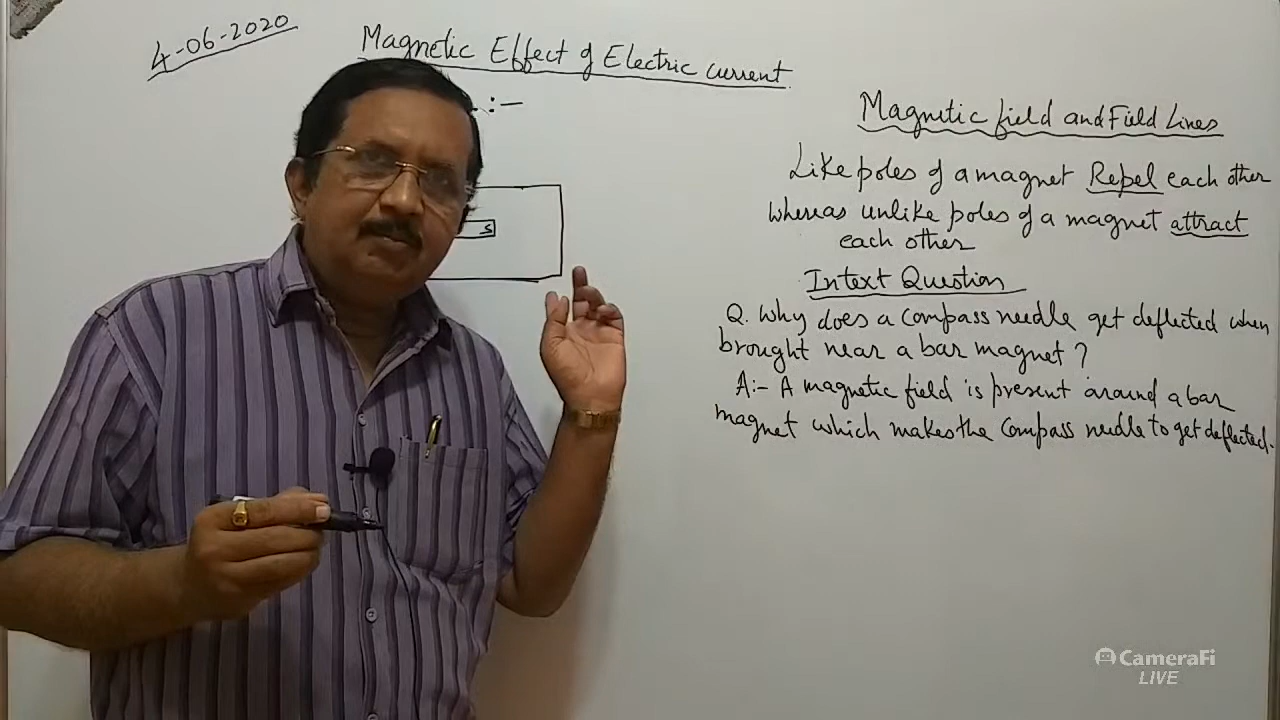 4-06-2020
Magnetic Effect of Electric Current
:-
S
Magnetic field and Field Lines
Like poles of a magnet Repel each other
whereas unlike poles of a magnet attract
each other
Intext Question
Q. Why does a compass needle get deflected when
brought near a bar magnet?
A:- A magnetic field is present around a bar
magnet which makes the compass needle to get deflected.
CameraFi
LIVE